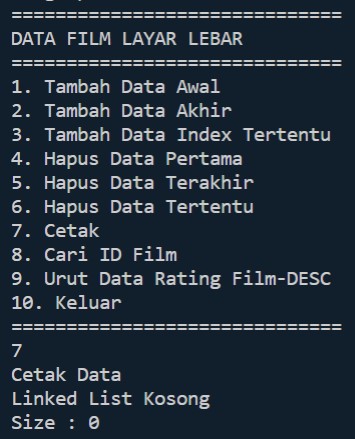 ==============================
DATA FILM LAYAR LEBAR
==============================
1. Tambah Data Awal
2. Tambah Data Akhir
3. Tambah Data Index Tertentu
4. Hapus Data Pertama
5. Hapus Data Terakhir
6. Hapus Data Tertentu
7. Cetak
8. Cari ID Film
9. Urut Data Rating Film-DESC
10. Keluar
==============================
7
Cetak Data
Linked List Kosong
Size : 0